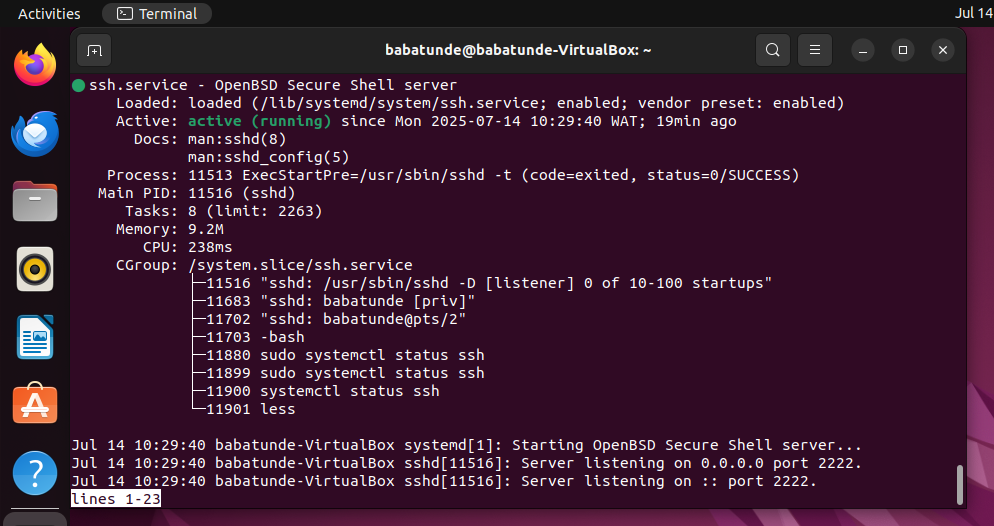 Activities Terminal Jul 14
babatunde@babatunde-VirtualBox: ~
ssh.service - OpenBSD Secure Shell server
Loaded: loaded (/lib/systemd/system/ssh.service; enabled; vendor preset: enabled)
Active: active (running) since Mon 2025-07-14 10:29:40 WAT; 19min ago
Docs: man:sshd(8)
man:sshd_config(5)
Process: 11513 ExecStartPre=/usr/sbin/sshd -t (code=exited, status=0/SUCCESS)
Main PID: 11516 (sshd)
Tasks: 8 (limit: 2263)
Memory: 9.2M
CPU: 238ms
CGroup: /system.slice/ssh.service
├─11516 "sshd: /usr/sbin/sshd -D [listener] 0 of 10-100 startups"
├─11683 "sshd: babatunde [priv]"
├─11702 "sshd: babatunde@pts/2"
├─11703 -bash
├─11880 sudo systemctl status ssh
├─11899 sudo systemctl status ssh
├─11900 systemctl status ssh
└─11901 less
Jul 14 10:29:40 babatunde-VirtualBox systemd[1]: Starting OpenBSD Secure Shell server...
Jul 14 10:29:40 babatunde-VirtualBox sshd[11516]: Server listening on 0.0.0.0 port 2222.
Jul 14 10:29:40 babatunde-VirtualBox sshd[11516]: Server listening on :: port 2222.
lines 1-23